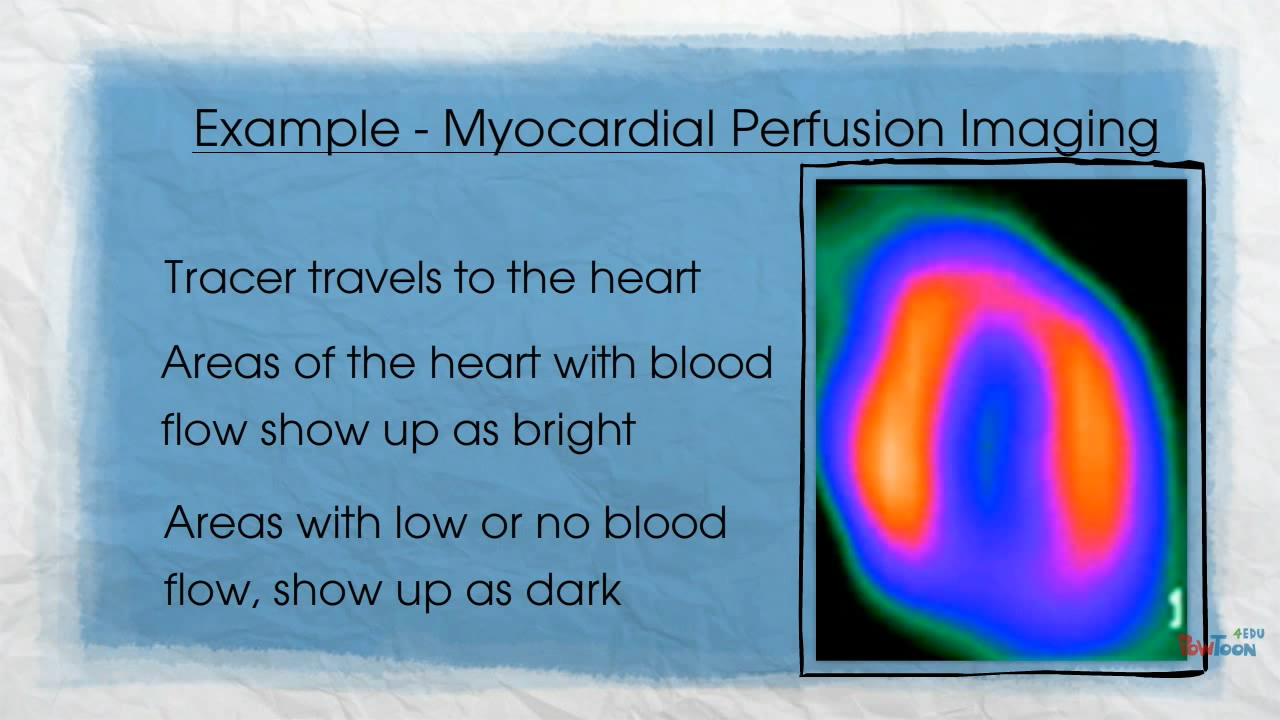 Example - Myocardial Perfusion Imaging
Tracer travels to the heart
Areas of the heart with blood
flow show up as bright
Areas with low or no blood
flow, show up as dark
1
4EDU
POWTOON